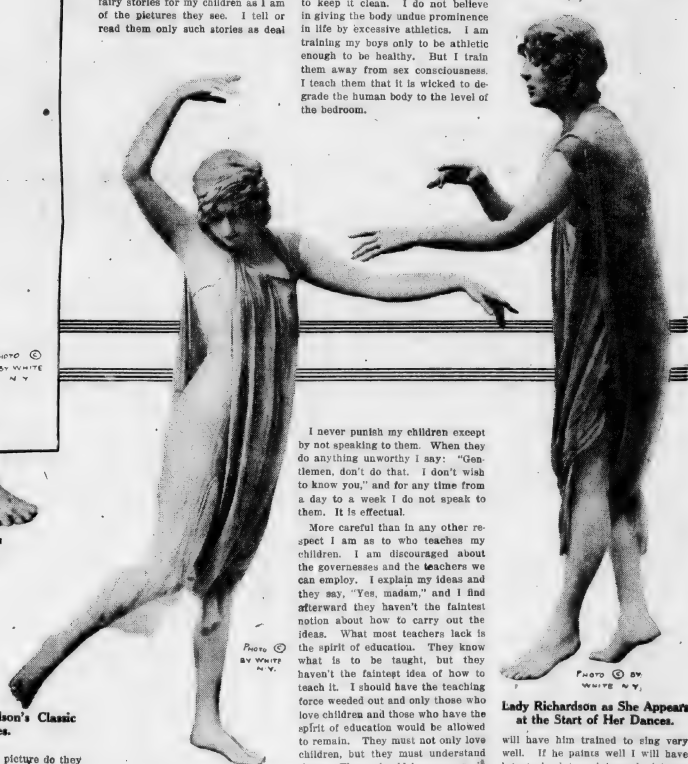 fairy stories for my children as I am
of the pictures they see. I tell or
read them only such stories as deal
to keep it clean. I do not believe
in giving the body undue prominence
in life by excessive athletics. I am
training my boys only to be athletic
enough to be healthy. But I train
them away from sex consciousness.
I teach them that it is wicked to de-
grade the human body to the level of
the bedroom.
PHOTO ©
BY WHITE
N Y
I never punish my children except
by not speaking to them. When they
do anything unworthy I say: "Gen-
tlemen, don't do that. I don't wish
to know you," and for any time from
a day to a week I do not speak to
them. It is effectual.
More careful than in any other re-
spect I am as to who teaches my
children. I am discouraged about
the governesses and the teachers we
can employ. I explain my ideas and
they say, "Yes, madam," and I find
afterward they haven't the faintest
notion about how to carry out the
ideas. What most teachers lack is
the spirit of education. They know
what is to be taught, but they
haven't the faintest idea of how to
teach it. I should have the teaching
force weeded out and only those who
love children and those who have the
spirit of education would be allowed
to remain. They must not only love
children, but they must understand
PHOTO ©
BY WHITE
N.Y.
PHOTO © BY
WHITE N Y,
Lady Richardson as She Appears
at the Start of Her Dances.
will have him trained to sing very
well. If he paints well I will have
son's Classic
es.
picture do they